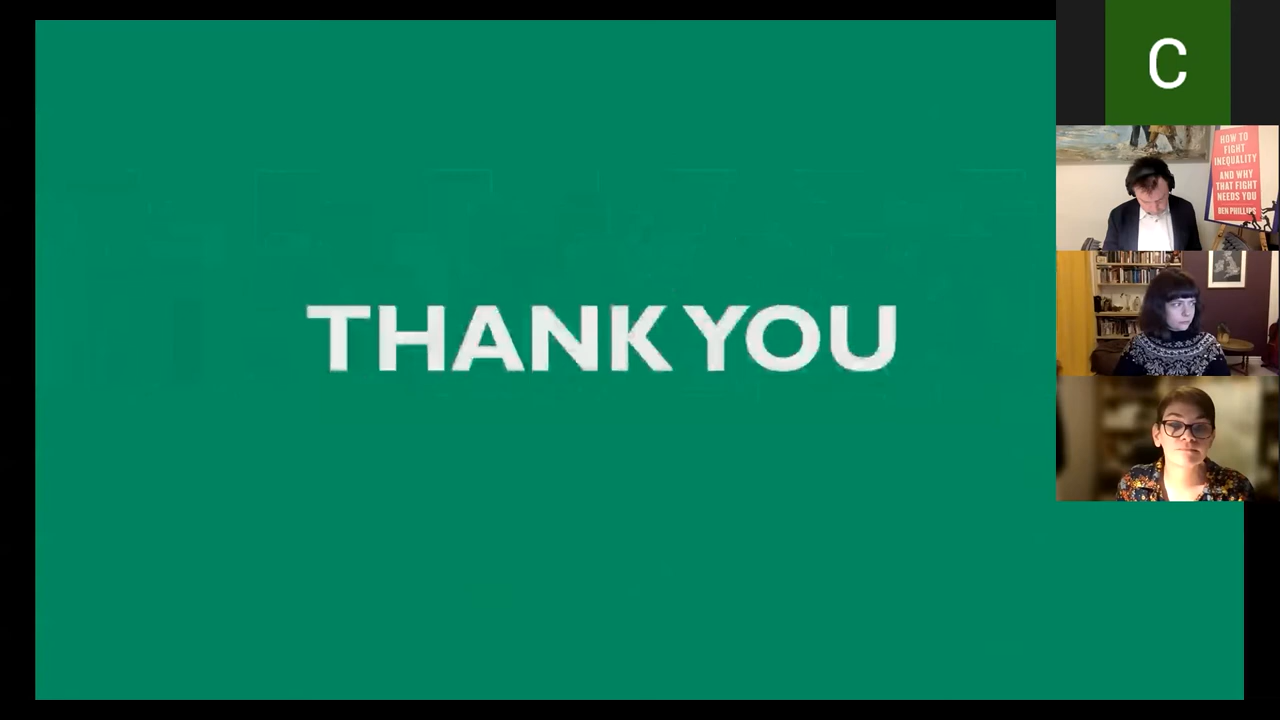 THANK YOU
C
HOW TO
FIGHT
INEQUALITY
AND WHY
THAT FIGHT
NEEDS YOU
BEN PHILLIPS